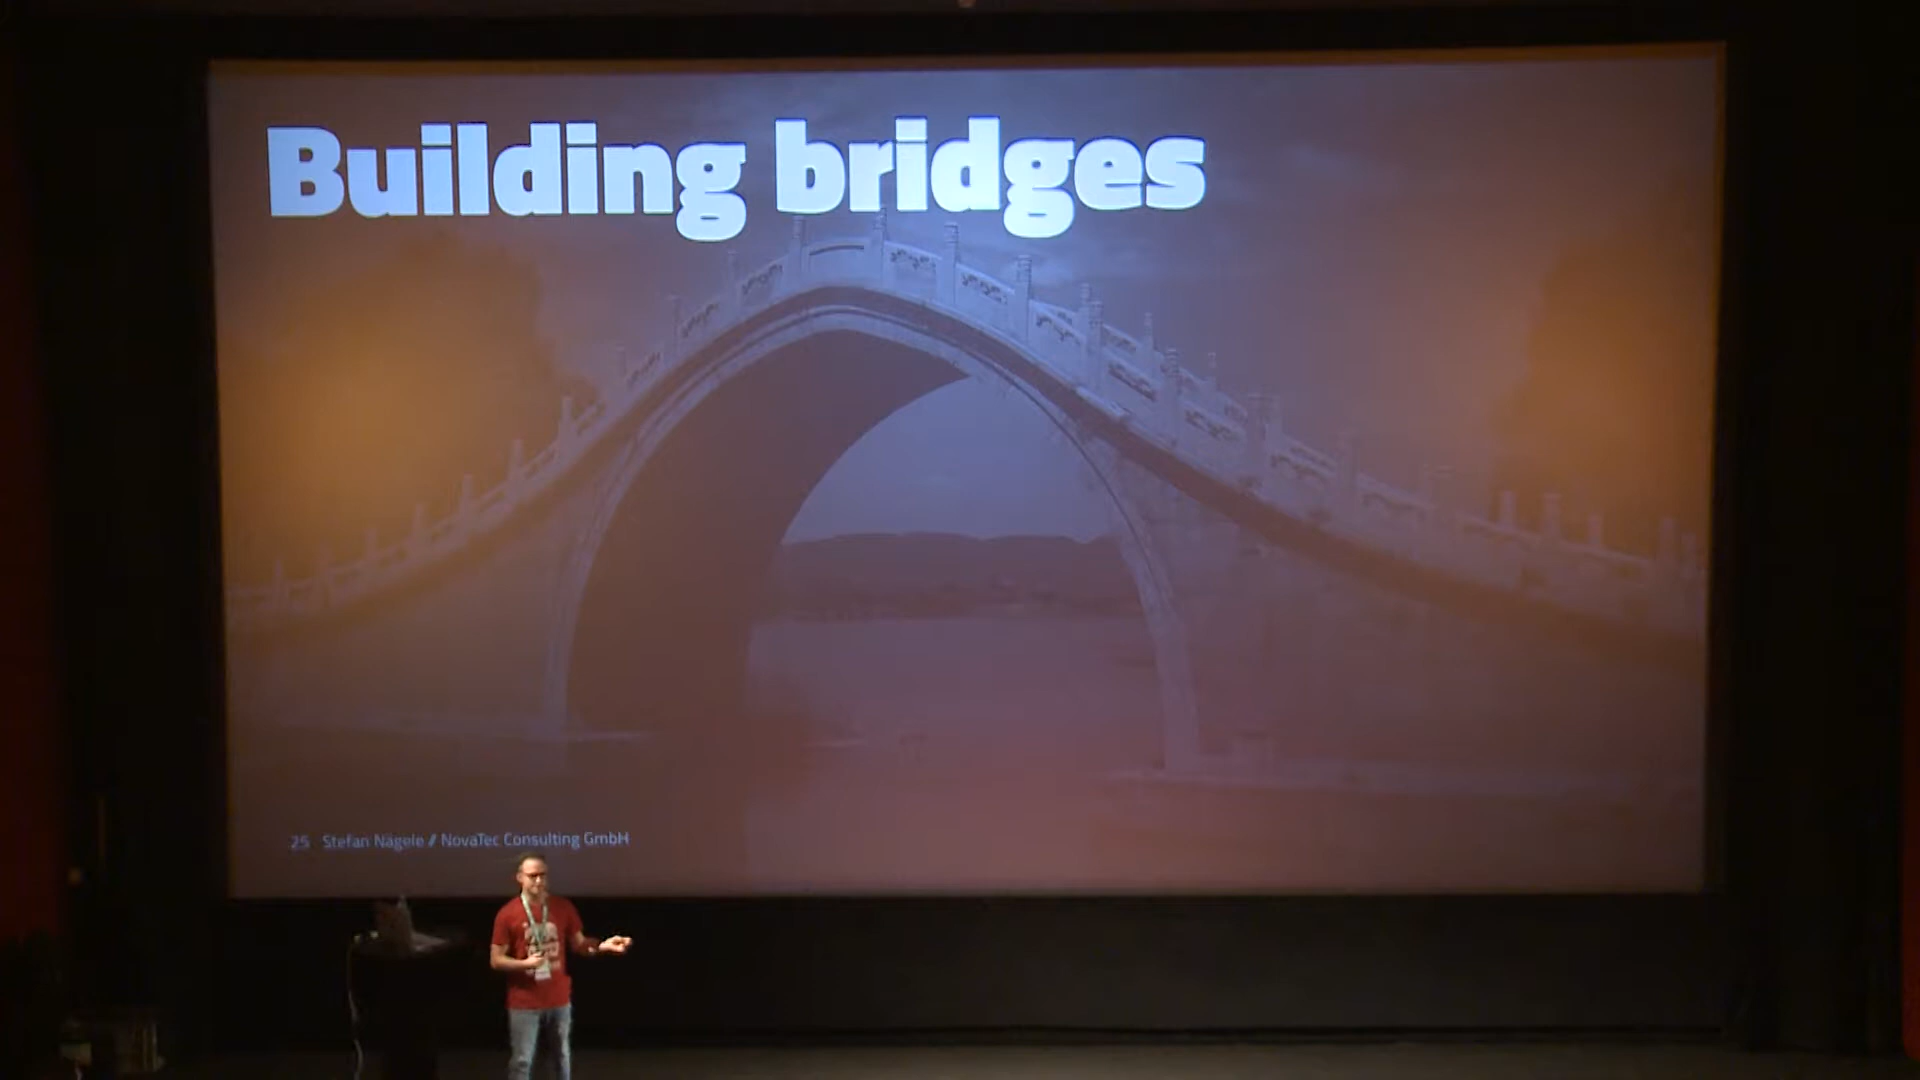 Building bridges
25 Stefan Nägele // NovaTec Consulting GmbH